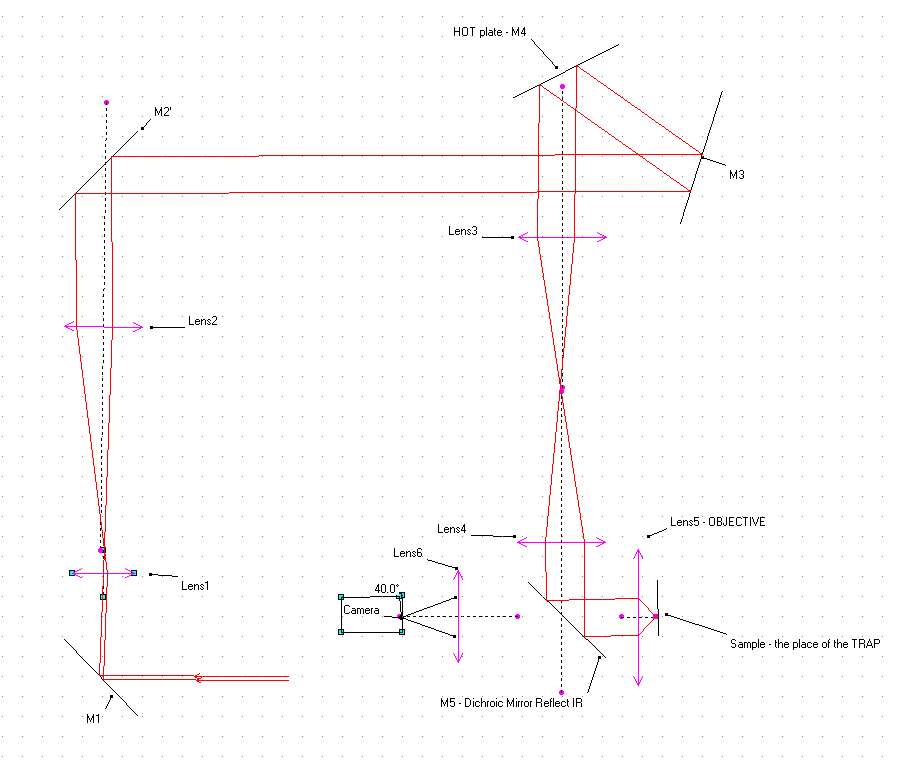 HOT plate - M4
M2'
M3
Lens3
Lens2
Lens5 - OBJECTIVE
Lens4
Lens6
Lens1
40.0°
Camera
Sample - the place of the TRAP
M5 - Dichroic Mirror Reflect IR
M1